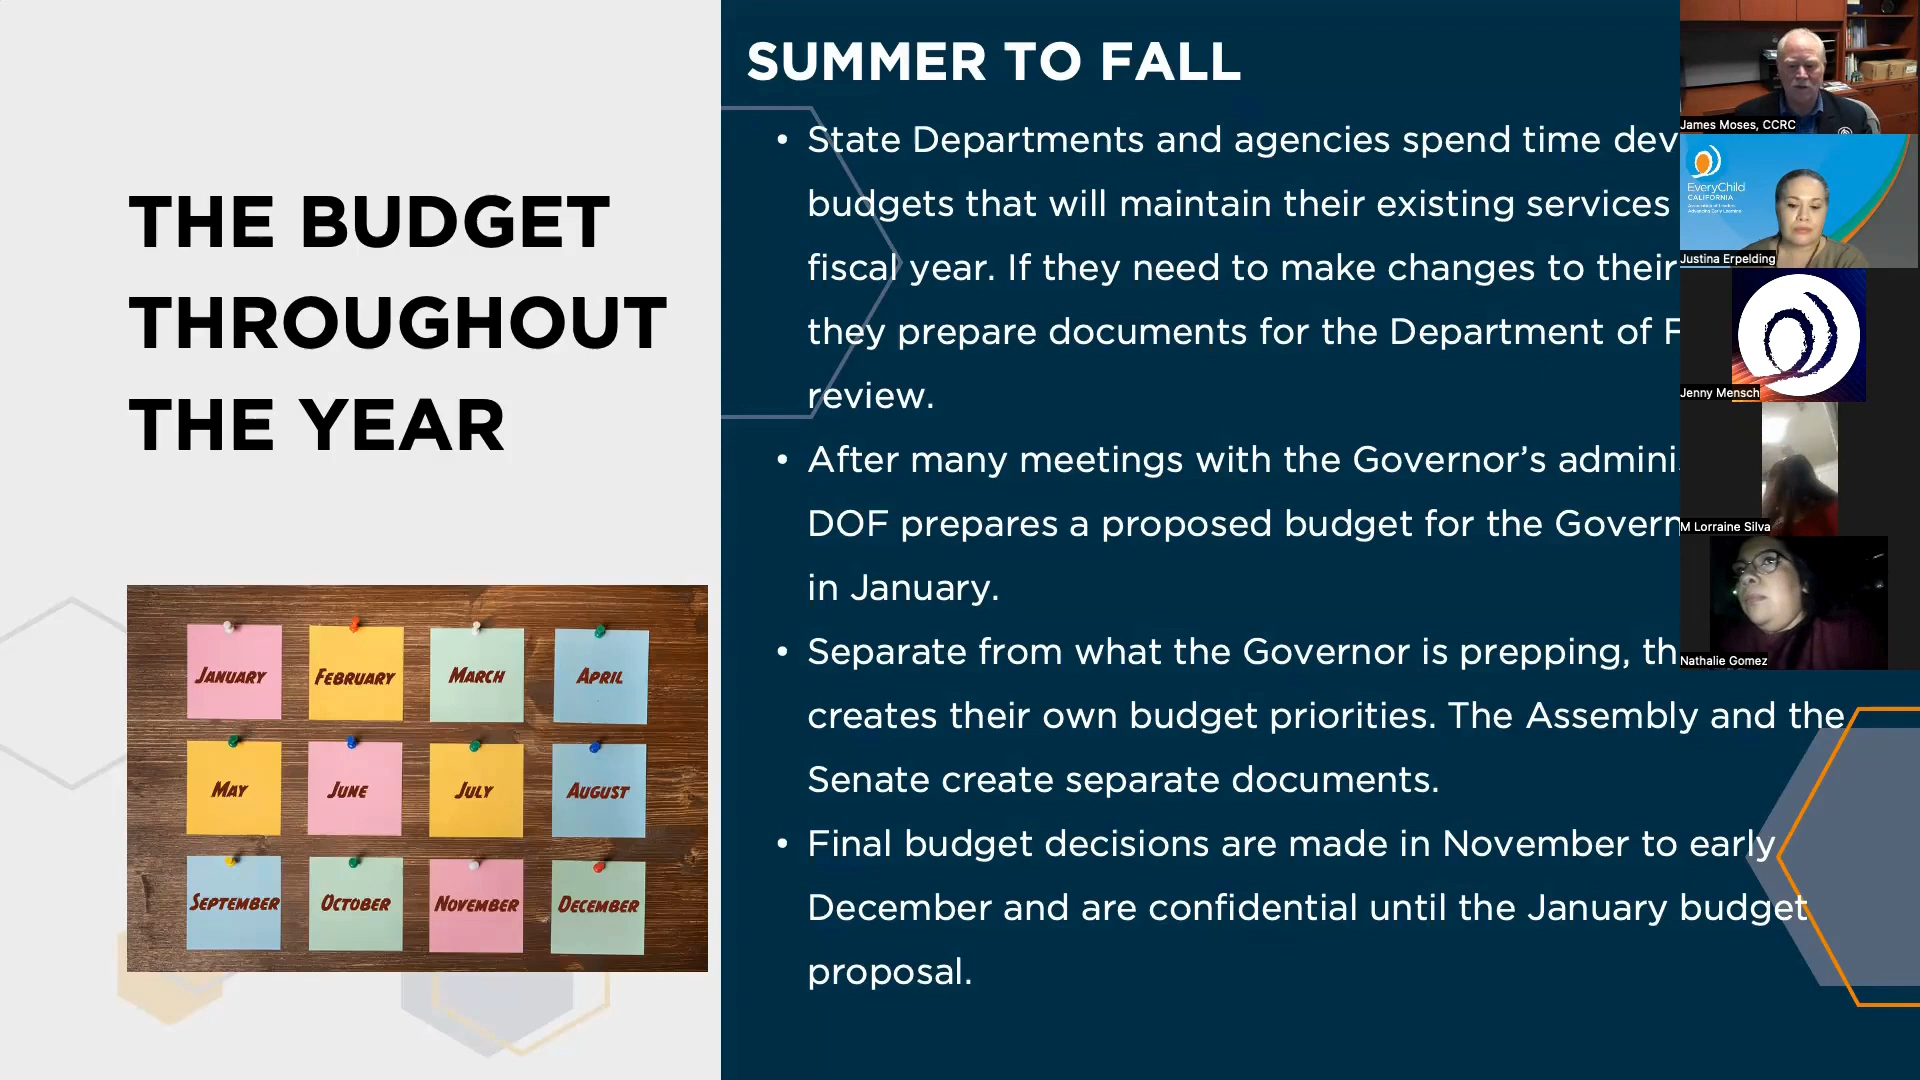 THE BUDGET
THROUGHOUT
THE YEAR
JANUARY
FEBRUARY
MARCH
APRIL
MAY
JUNE
JULY
AUGUST
SEPTEMBER
OCTOBER
NOVEMBER
DECEMBER
SUMMER TO FALL
• State Departments and agencies spend time dev
budgets that will maintain their existing services
fiscal year. If they need to make changes to their
they prepare documents for the Department of F
review.
• After many meetings with the Governor’s admini
DOF prepares a proposed budget for the Govern
in January.
• Separate from what the Governor is prepping, th
creates their own budget priorities. The Assembly and the
Senate create separate documents.
• Final budget decisions are made in November to early
December and are confidential until the January budget
proposal.
James Moses, CCRC
EveryChild
CALIFORNIA
Justina Erpelding
Jenny Mensch
M Lorraine Silva
Nathalie Gomez